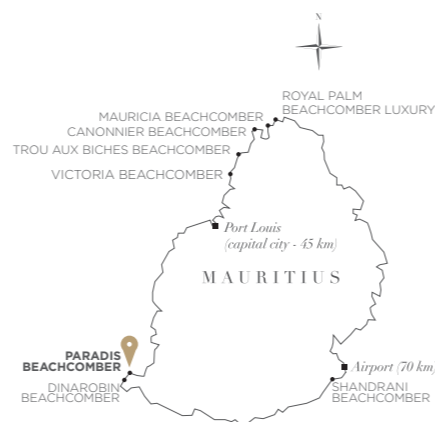 N
ROYAL PALM
BEACHCOMBER LUXURY
MAURICIA BEACHCOMBER
CANONNIER BEACHCOMBER
TROU AUX BICHES BEACHCOMBER
VICTORIA BEACHCOMBER
Port Louis
(capital city - 45 km)
MAURITIUS
PARADIS
BEACHCOMBER
DINAROBIN
BEACHCOMBER
Airport (70 km
SHANDRANI
BEACHCOMBER